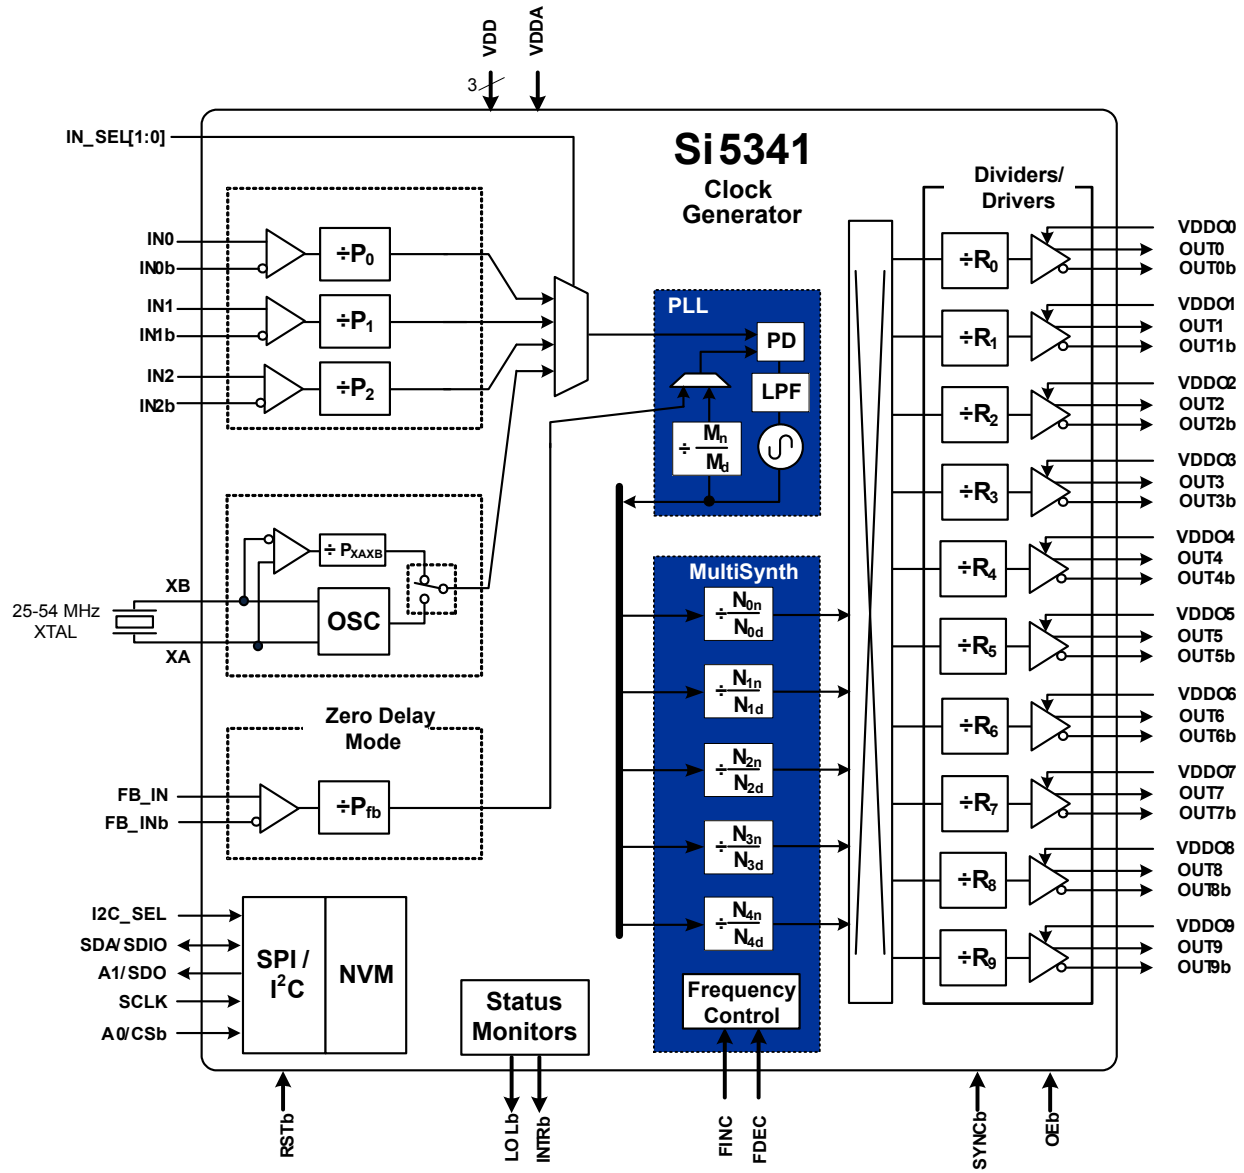 VDD
VDDA
3
IN_SEL[1:0]
Si5341
Clock
Generator
Dividers/
Drivers
IN0
IN0b
÷P0
IN1
IN1b
÷P1
IN2
IN2b
÷P2
PLL
PD
LPF
÷ Mn
Md
÷ PXAXB
XB
25-54 MHz
XTAL
OSC
XA
Zero Delay
Mode
FB_IN
FB_INb
÷Pfb
MultiSynth
÷ N0n
N0d
÷ N1n
N1d
÷ N2n
N2d
÷ N3n
N3d
÷ N4n
N4d
Frequency
Control
÷R0
VDDO0
OUT0
OUT0b
÷R1
VDDO1
OUT1
OUT1b
÷R2
VDDO2
OUT2
OUT2b
÷R3
VDDO3
OUT3
OUT3b
÷R4
VDDO4
OUT4
OUT4b
÷R5
VDDO5
OUT5
OUT5b
÷R6
VDDO6
OUT6
OUT6b
÷R7
VDDO7
OUT7
OUT7b
÷R8
VDDO8
OUT8
OUT8b
÷R9
VDDO9
OUT9
OUT9b
I2C_SEL
SDA/SDIO
A1/SDO
SCLK
A0/CSb
SPI /
I2C
NVM
Status
Monitors
RSTb
LOLb
INTRb
FINC
FDEC
SYNCb
OEb